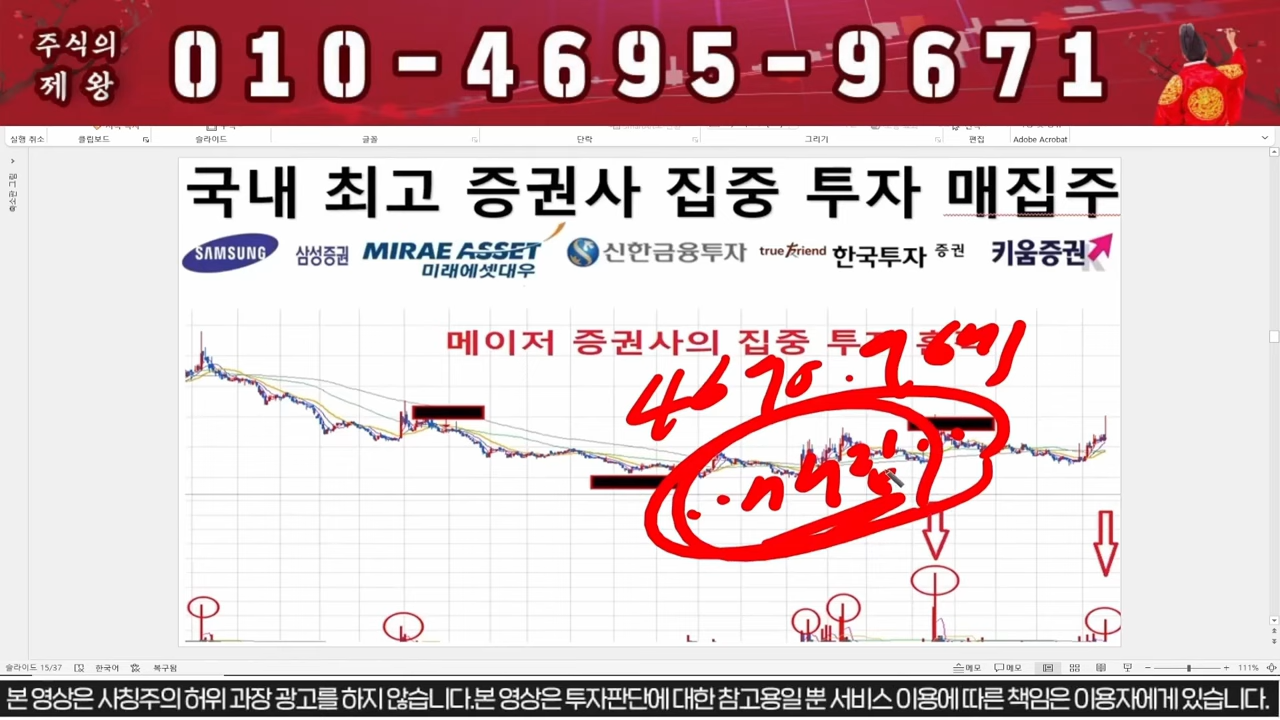 주식의
제 왕
010-4695-9671
실행 취소 클립보드 슬라이드 글꼴 단락 그리기 편집 Adobe Acrobat
국내 최고 증권사 집중 투자 매집주
SAMSUNG 삼성증권 MIRAE ASSET 신한금융투자 true friend 한국투자 증권 키움증권
미래에셋대우
메이저 증권사의 집중 투자
매집
슬라이드 15/37 한국어 복구됨 메모 메모 111%
본 영상은 사칭주의 허위 과장 광고를 하지 않습니다.본 영상은 투자판단에 대한 참고용일 뿐 서비스 이용에 따른 책임은 이용자에게 있습니다.